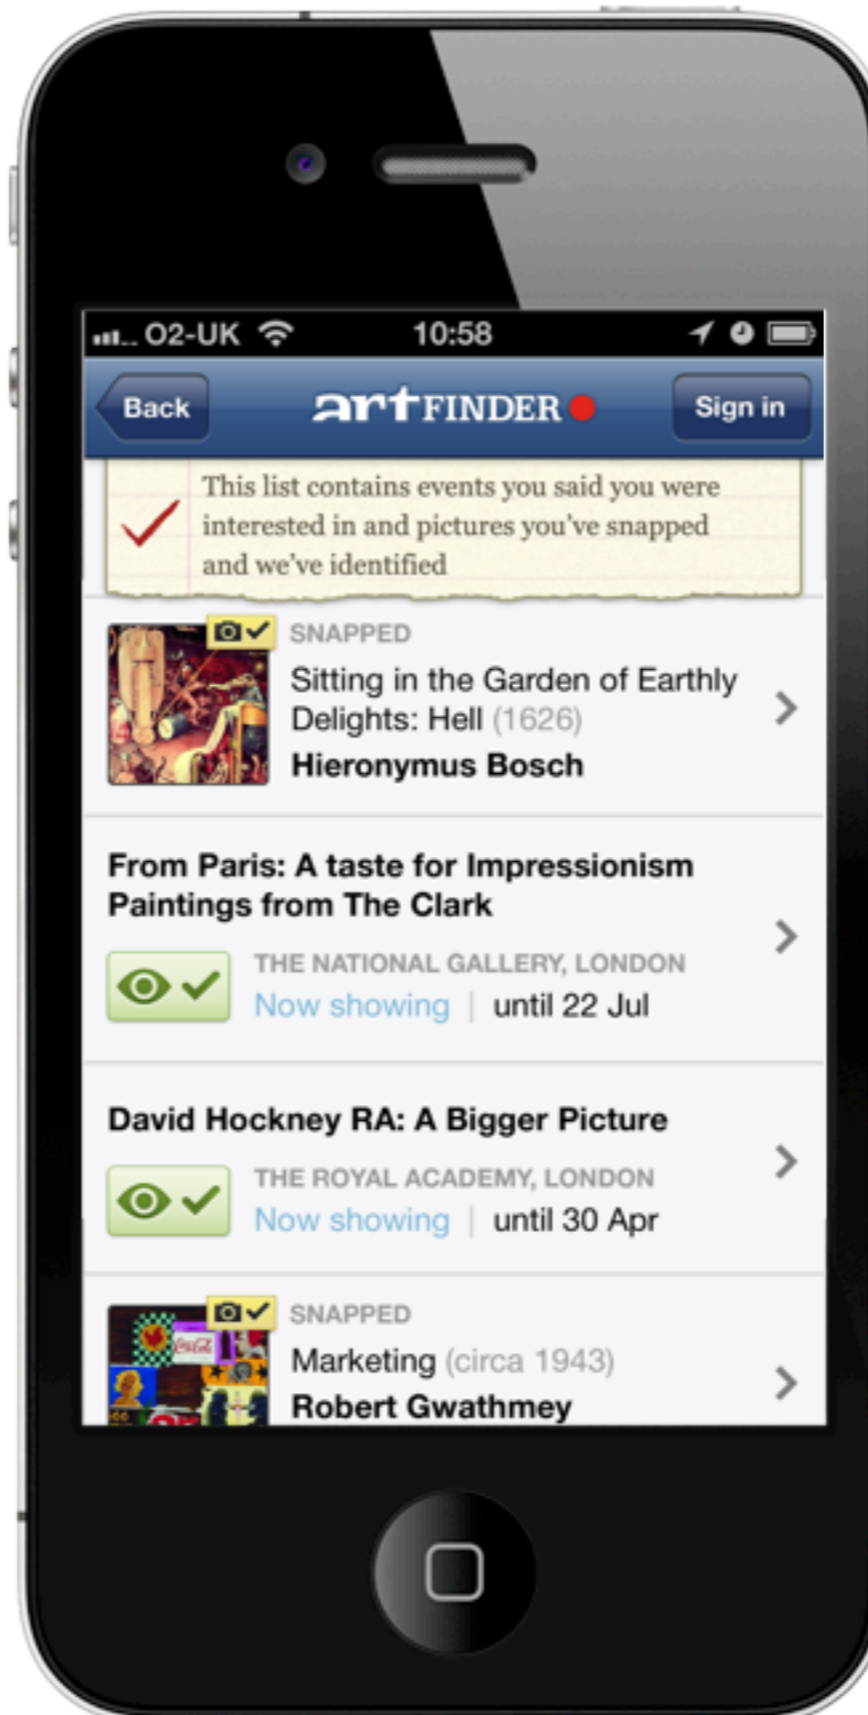 O2-UK 10:58
Back artFINDER Sign in
This list contains events you said you were
interested in and pictures you've snapped
and we've identified
SNAPPED
Sitting in the Garden of Earthly
Delights: Hell (1626)
Hieronymus Bosch
From Paris: A taste for Impressionism
Paintings from The Clark
THE NATIONAL GALLERY, LONDON
Now showing | until 22 Jul
David Hockney RA: A Bigger Picture
THE ROYAL ACADEMY, LONDON
Now showing | until 30 Apr
SNAPPED
Coca-Cola
Marketing (circa 1943)
66
Robert Gwathmey